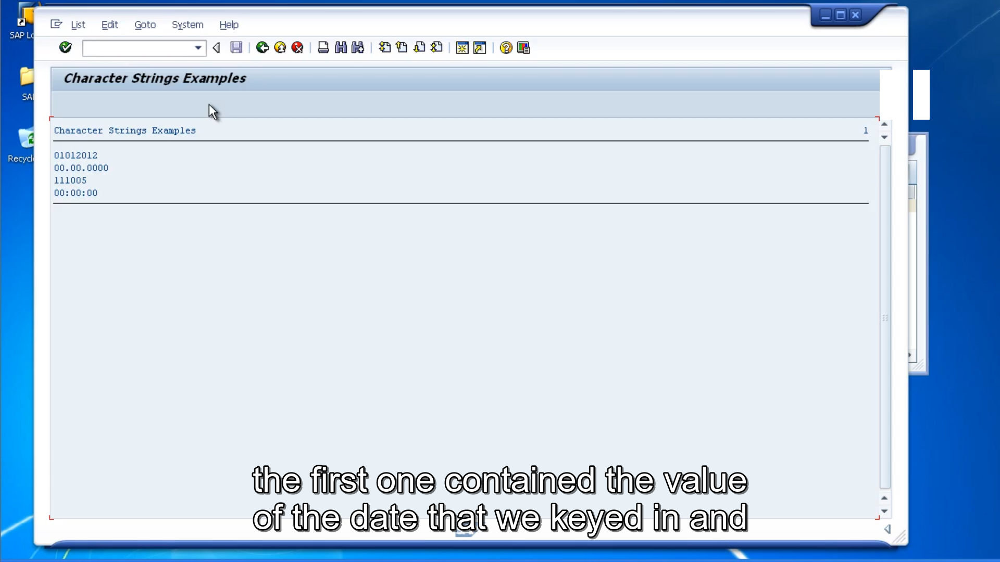 SAP Lo
List Edit Goto System Help
SA
Character Strings Examples
Recycl
Character Strings Examples 1
01012012
00.00.0000
111005
00:00:00
the first one contained the value
of the date that we keyed in and